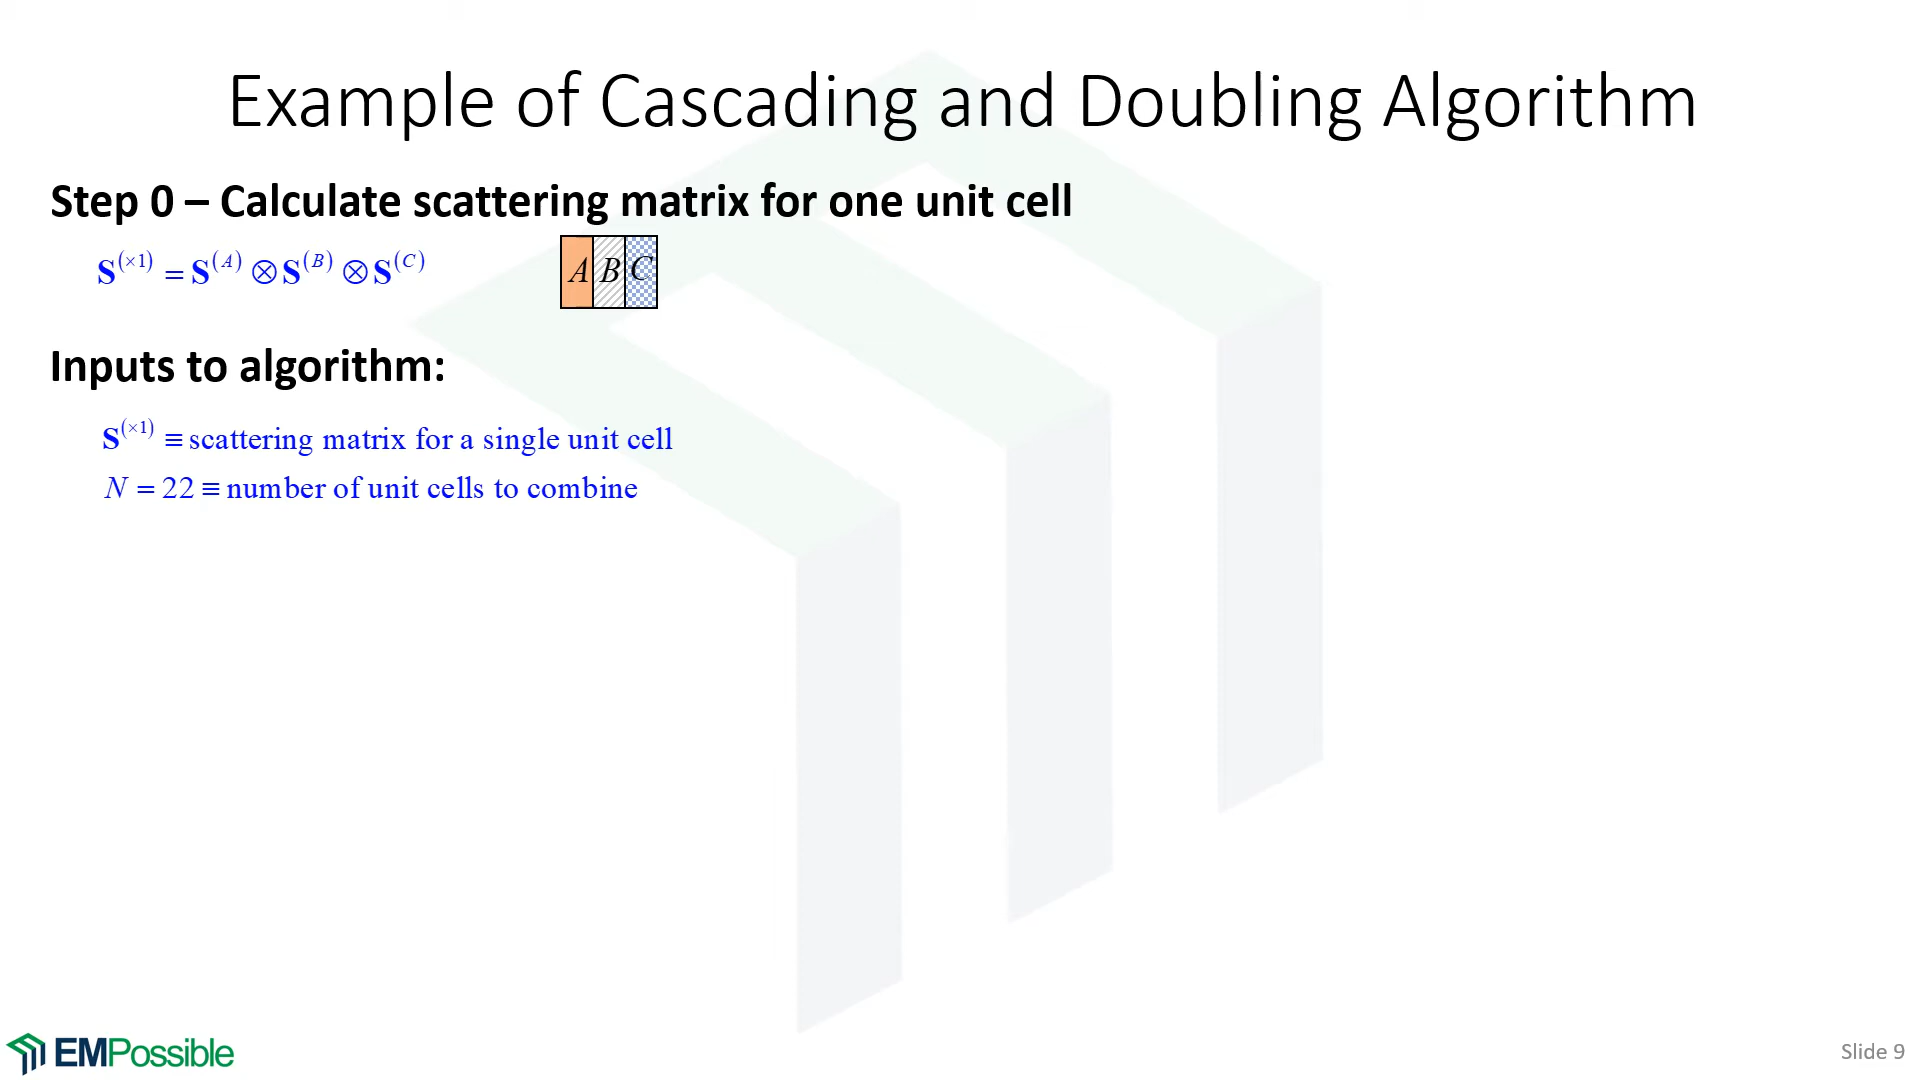 Example of Cascading and Doubling Algorithm
Step 0 – Calculate scattering matrix for one unit cell
S^(×1) = S^(A) ⊗ S^(B) ⊗ S^(C)
A B C
Inputs to algorithm:
S^(×1) ≡ scattering matrix for a single unit cell
N = 22 ≡ number of unit cells to combine
EMPossible
Slide 9